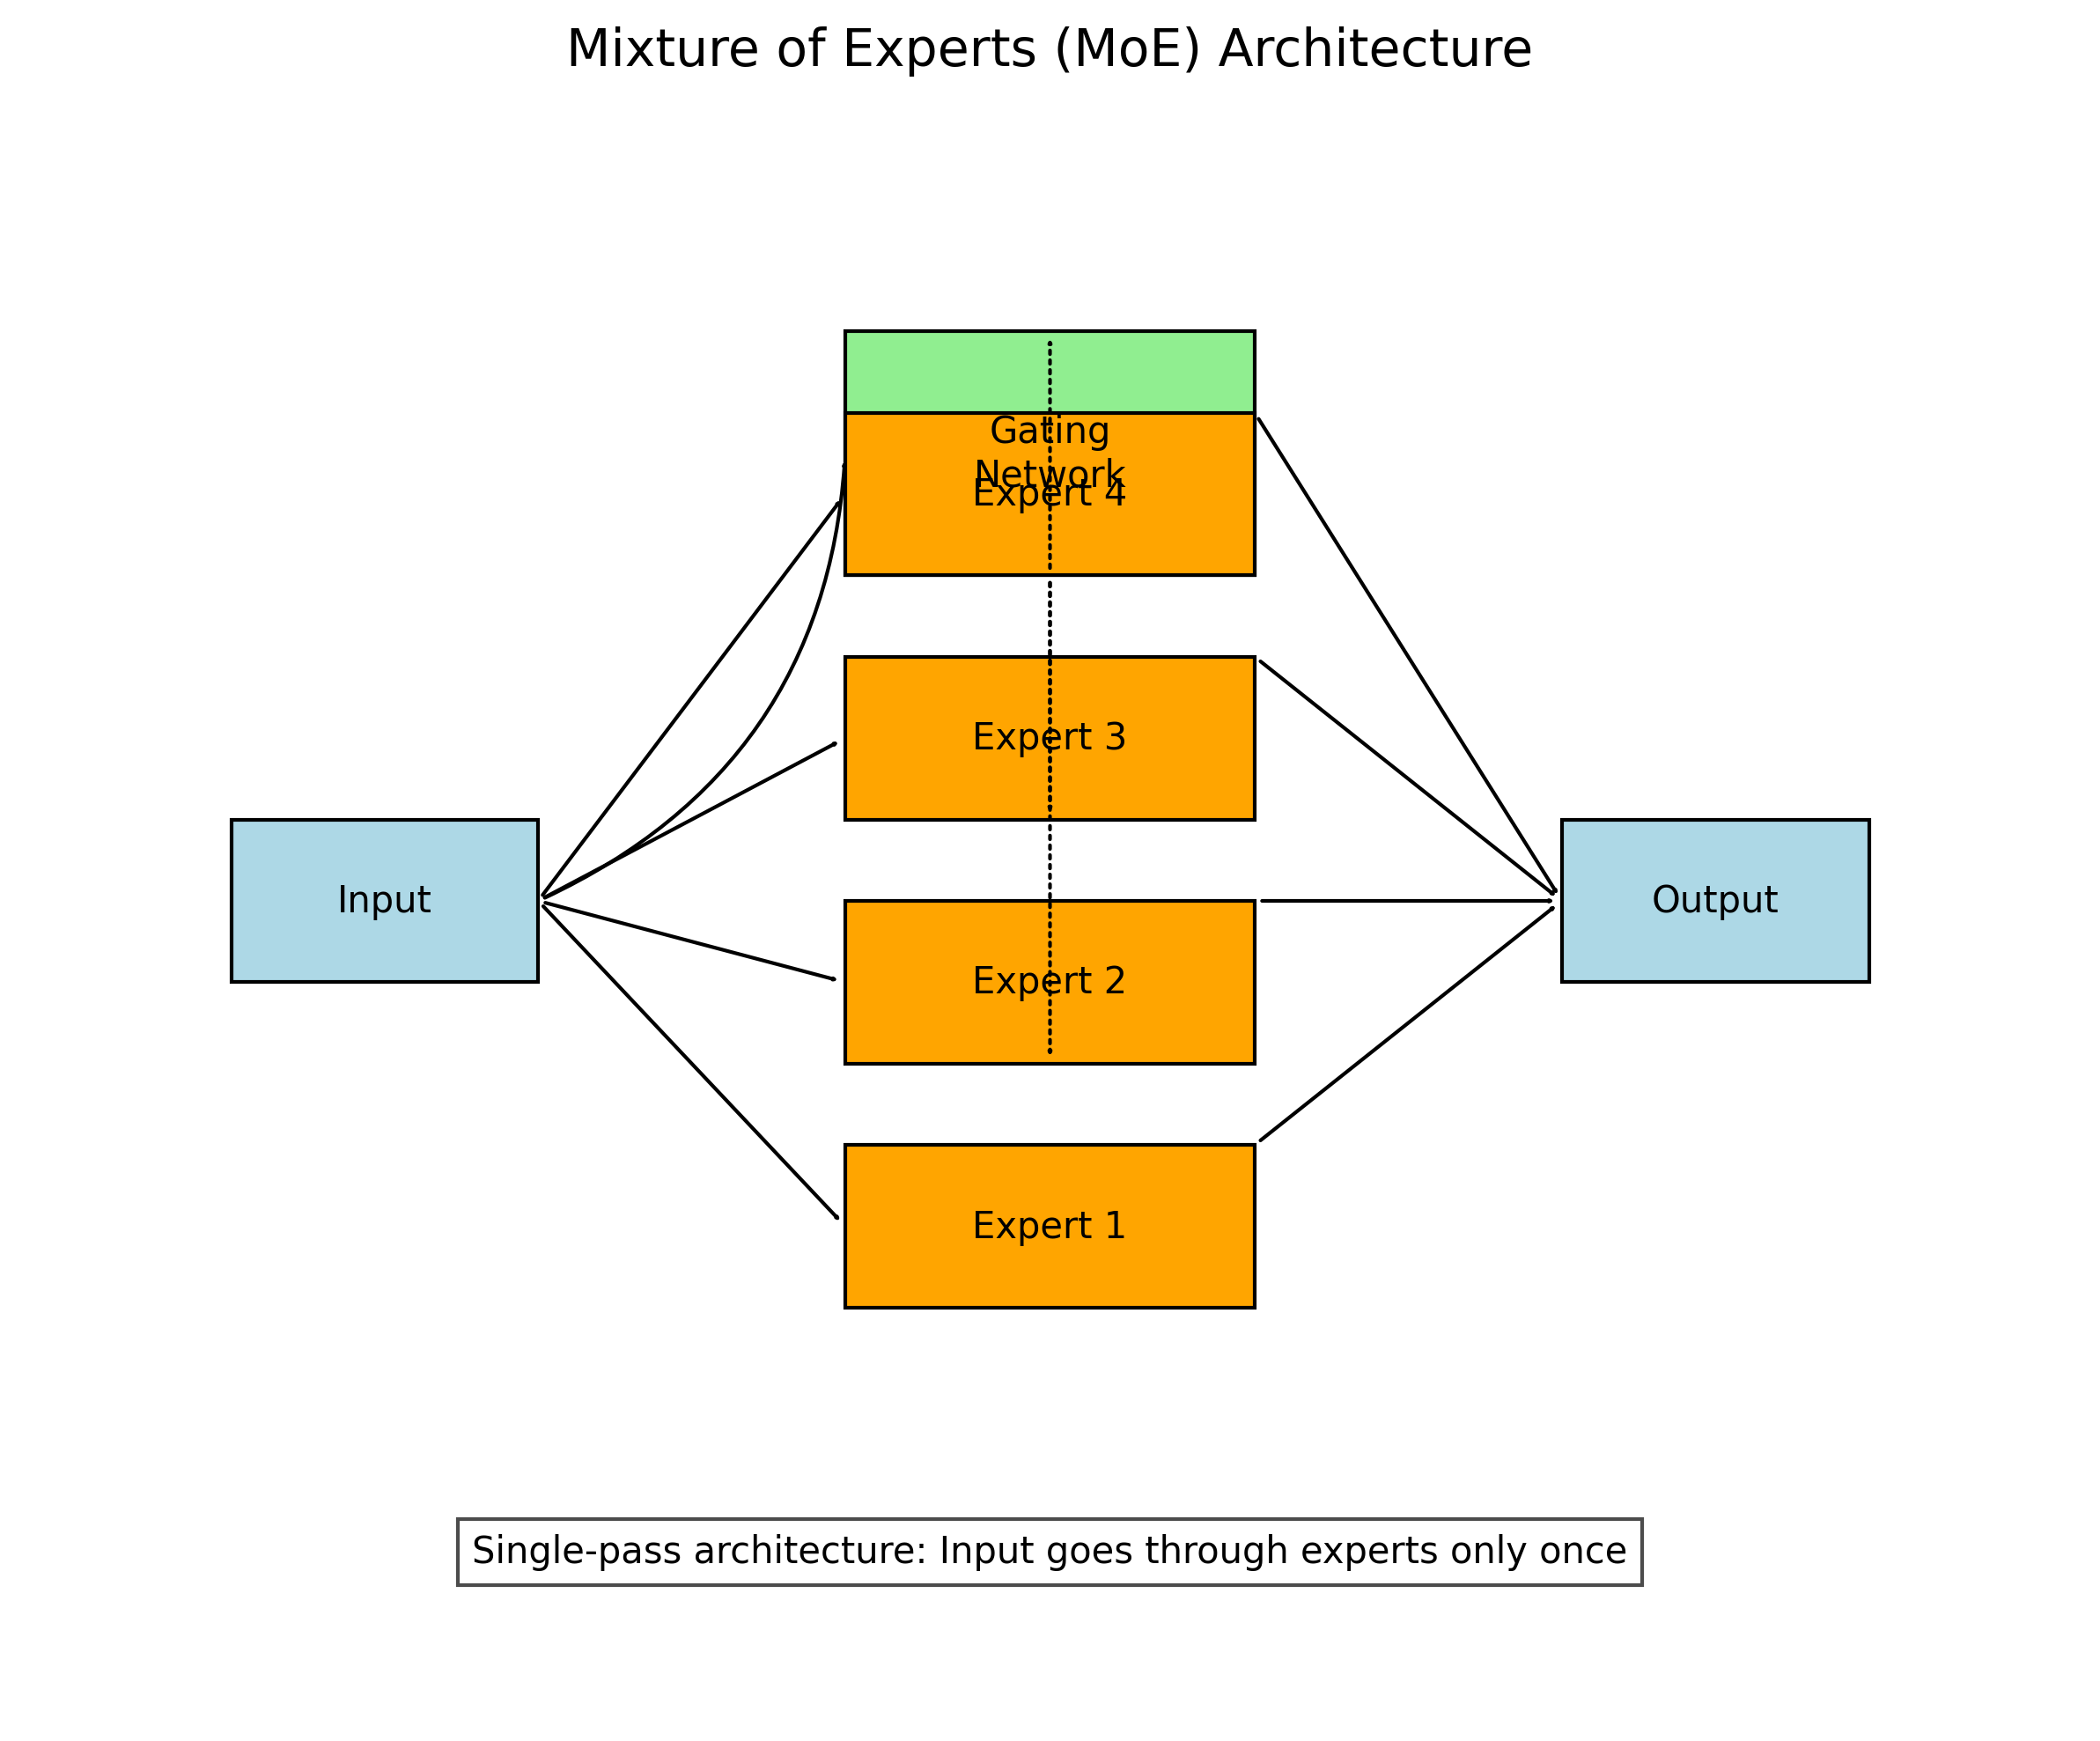 Mixture of Experts (MoE) Architecture
Gating
Network
Expert 4
Expert 3
Input
Output
Expert 2
Expert 1
Single-pass architecture: Input goes through experts only once